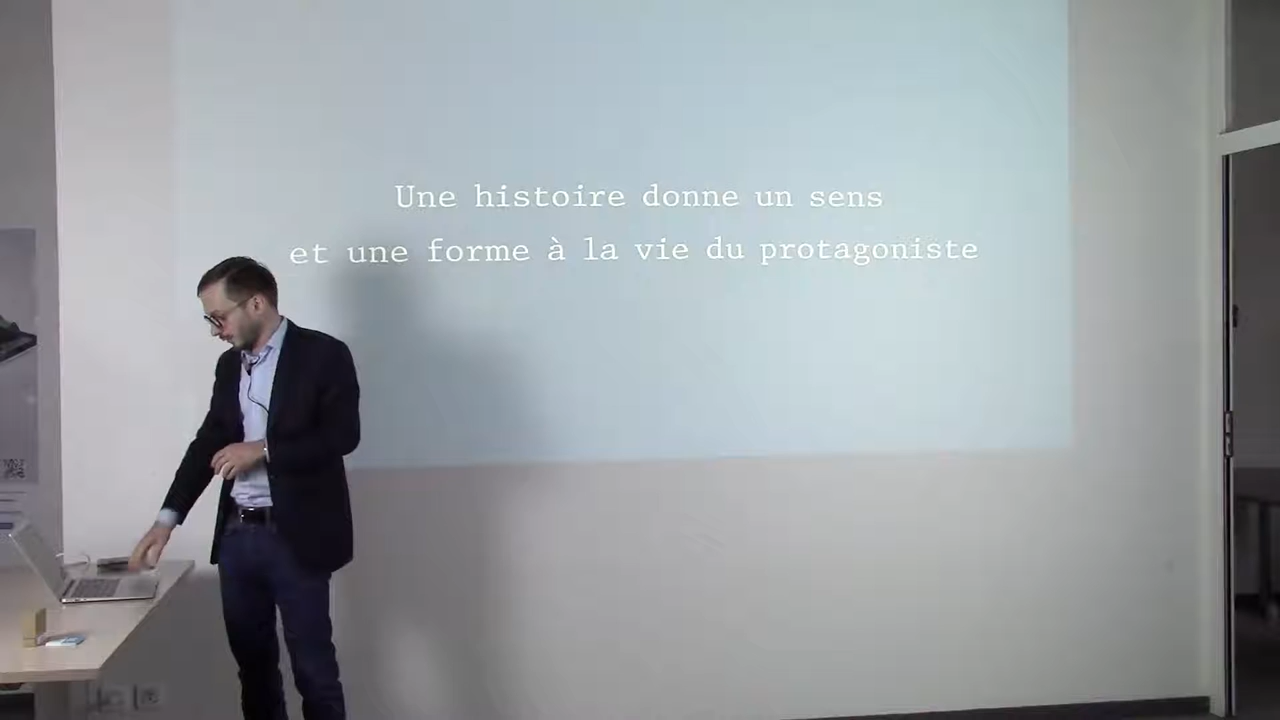 Une histoire donne un sens
et une forme à la vie du protagoniste